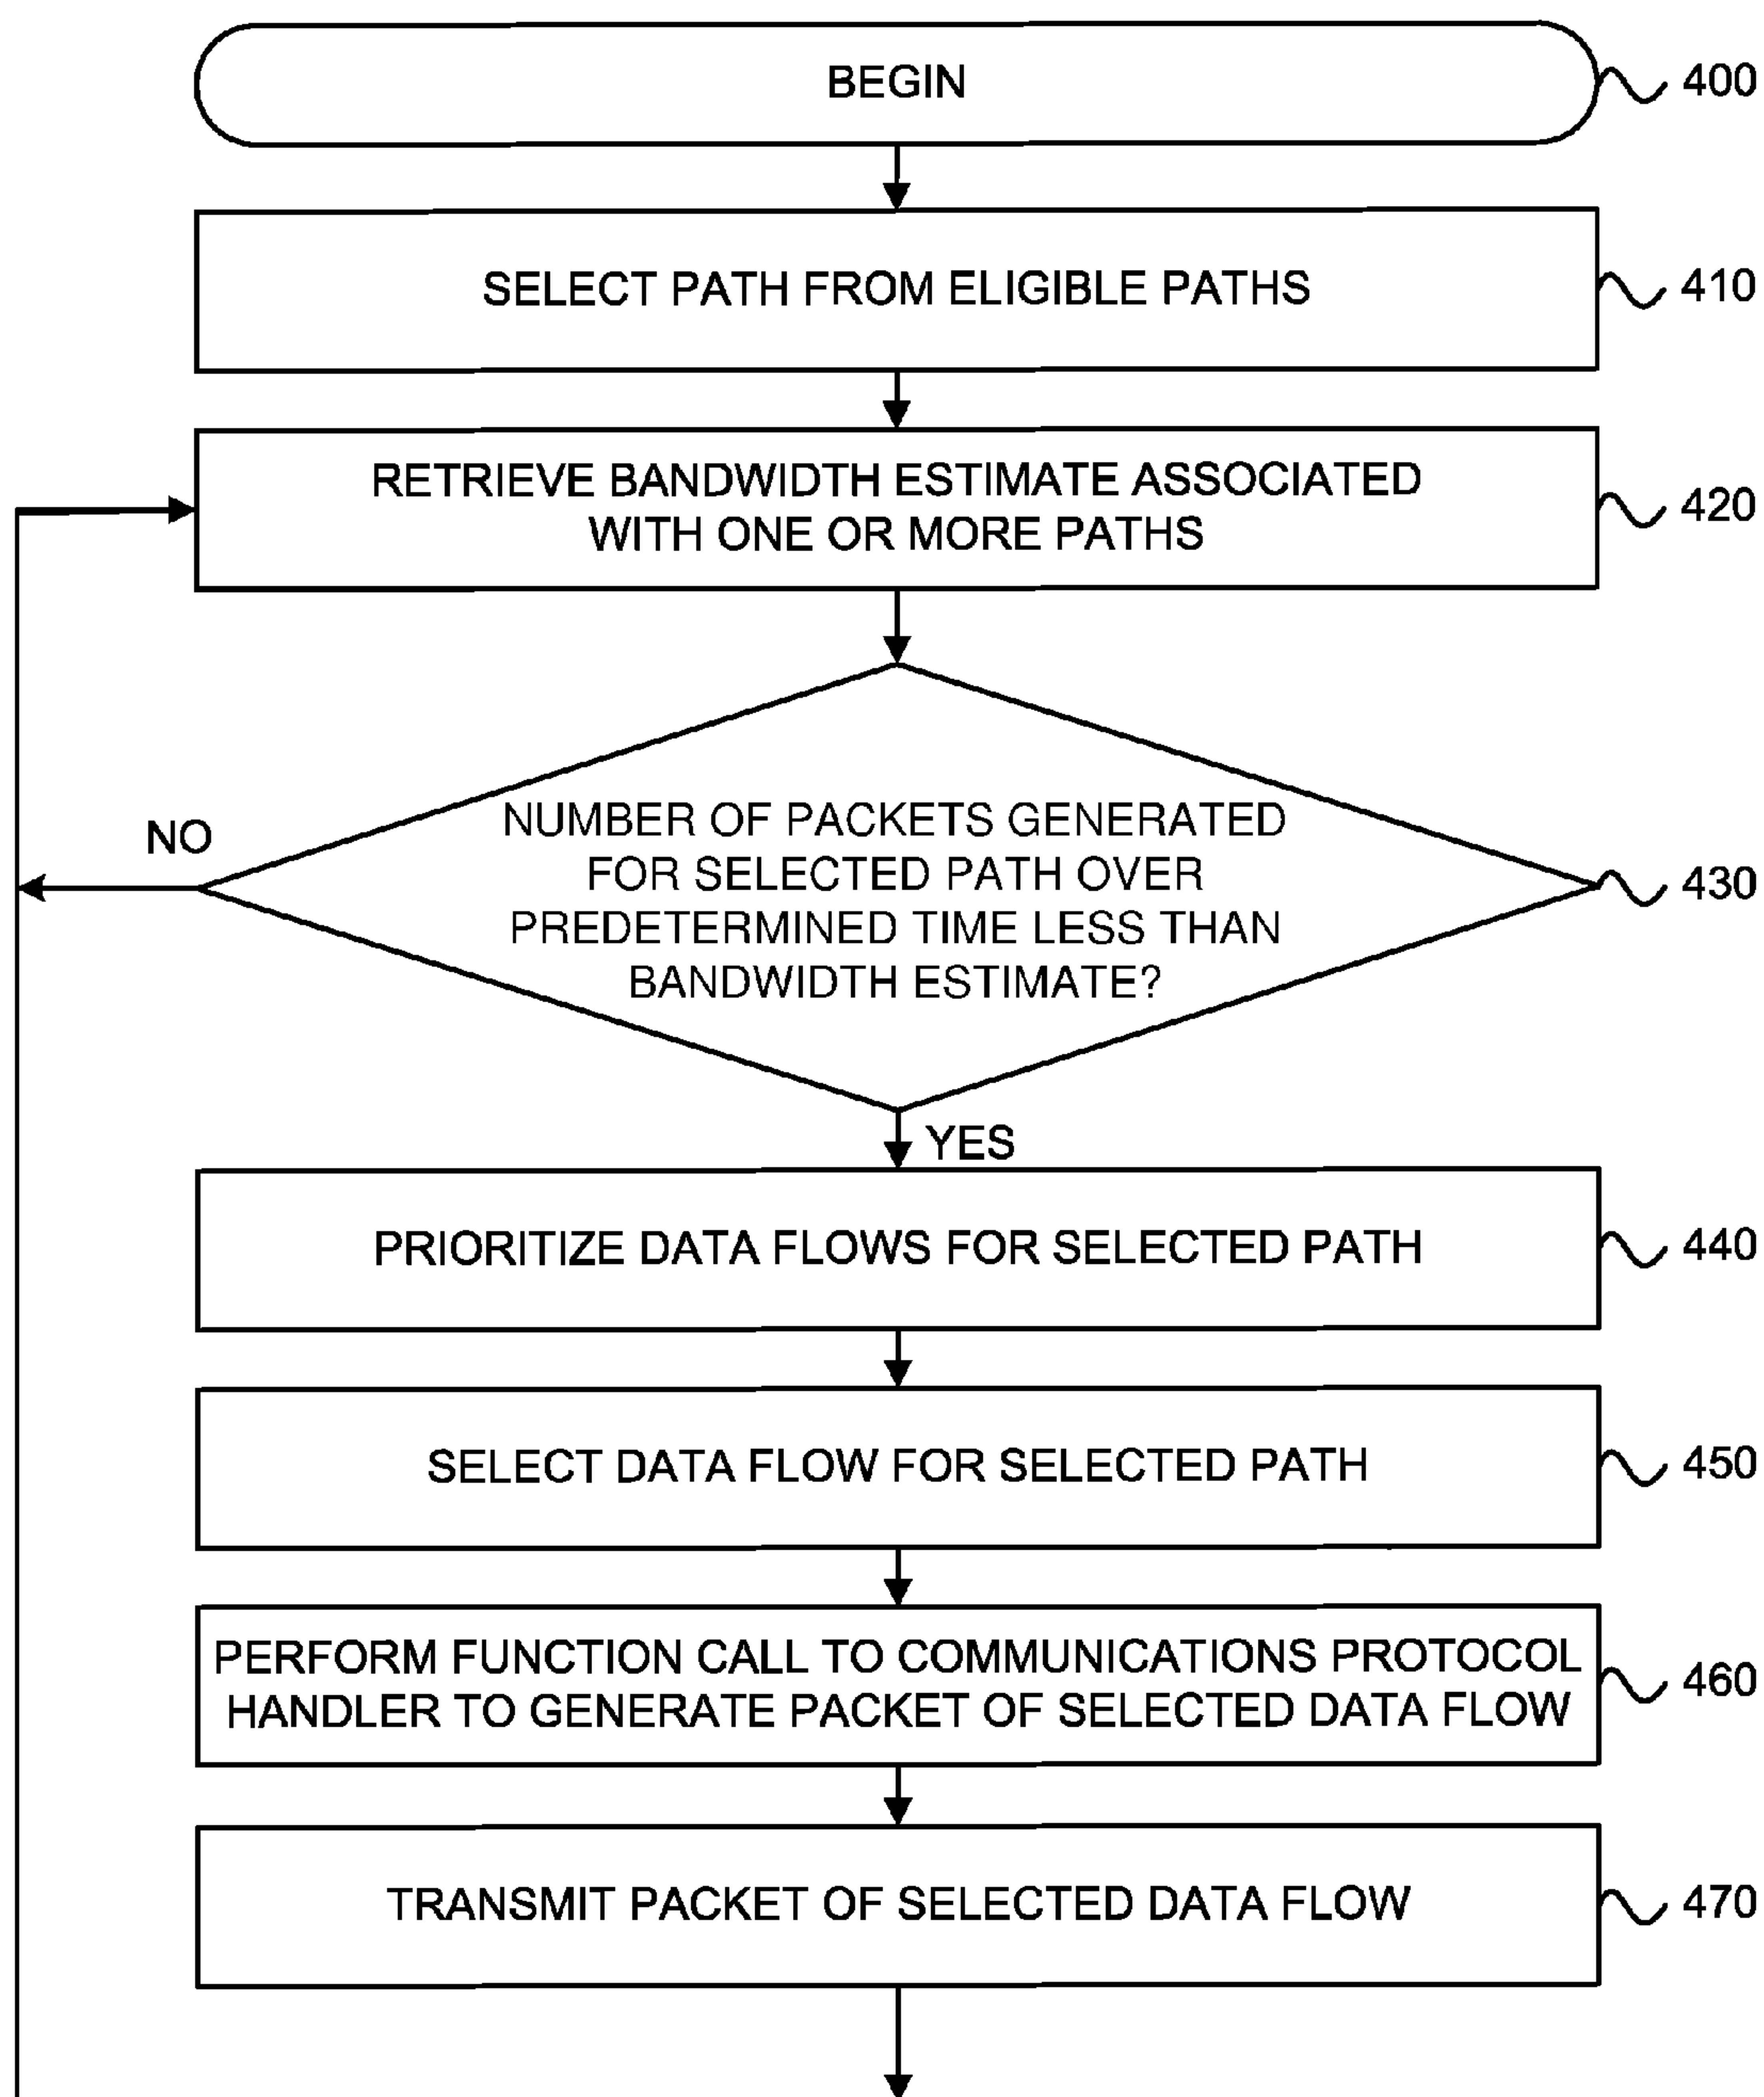 BEGIN
400
SELECT PATH FROM ELIGIBLE PATHS
410
RETRIEVE BANDWIDTH ESTIMATE ASSOCIATED
WITH ONE OR MORE PATHS
420
NO
NUMBER OF PACKETS GENERATED
FOR SELECTED PATH OVER
PREDETERMINED TIME LESS THAN
BANDWIDTH ESTIMATE?
430
YES
PRIORITIZE DATA FLOWS FOR SELECTED PATH
440
SELECT DATA FLOW FOR SELECTED PATH
450
PERFORM FUNCTION CALL TO COMMUNICATIONS PROTOCOL
HANDLER TO GENERATE PACKET OF SELECTED DATA FLOW
460
TRANSMIT PACKET OF SELECTED DATA FLOW
470